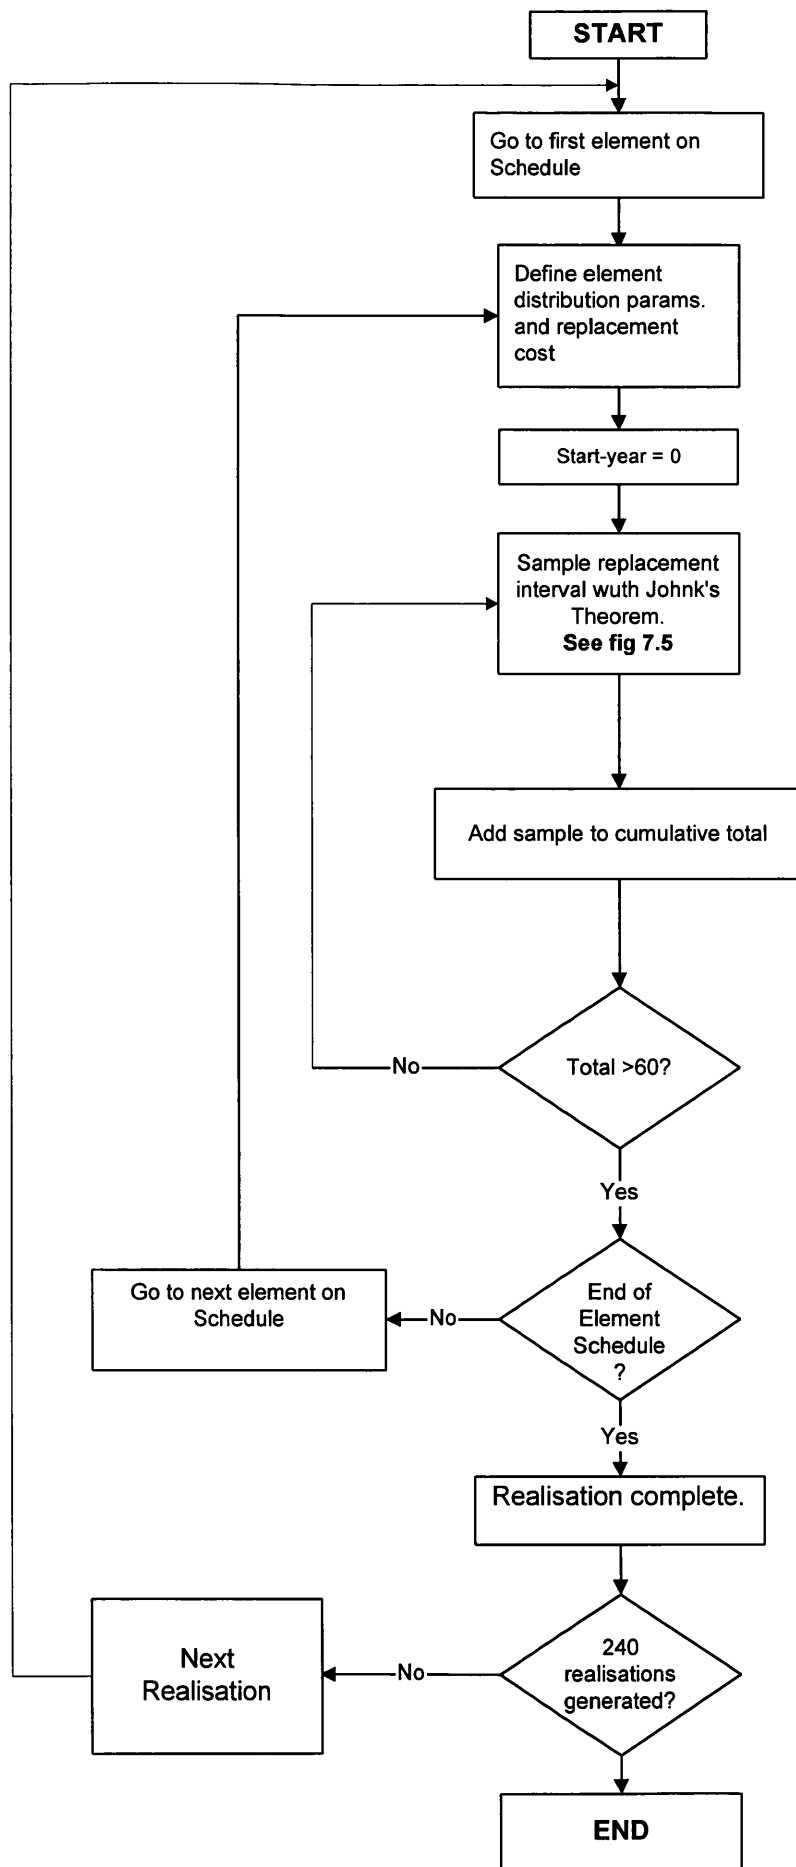 START
Go to first element on
Schedule
Define element
distribution params.
and replacement
cost
Start-year = 0
Sample replacement
interval wuth Johnk's
Theorem.
See fig 7.5
Add sample to cumulative total
No
Total >60?
Yes
Go to next element on
Schedule
No
End of
Element
Schedule
?
Yes
Realisation complete.
Next
Realisation
No
240
realisations
generated?
END